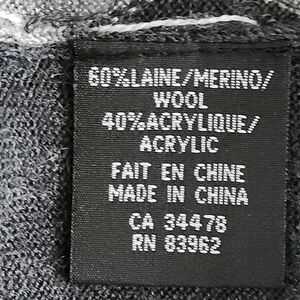 60%LAINE/MERINO/
WOOL
40%ACRYLIQUE/
ACRYLIC
FAIT EN CHINE
MADE IN CHINA
CA 34478
RN 83962